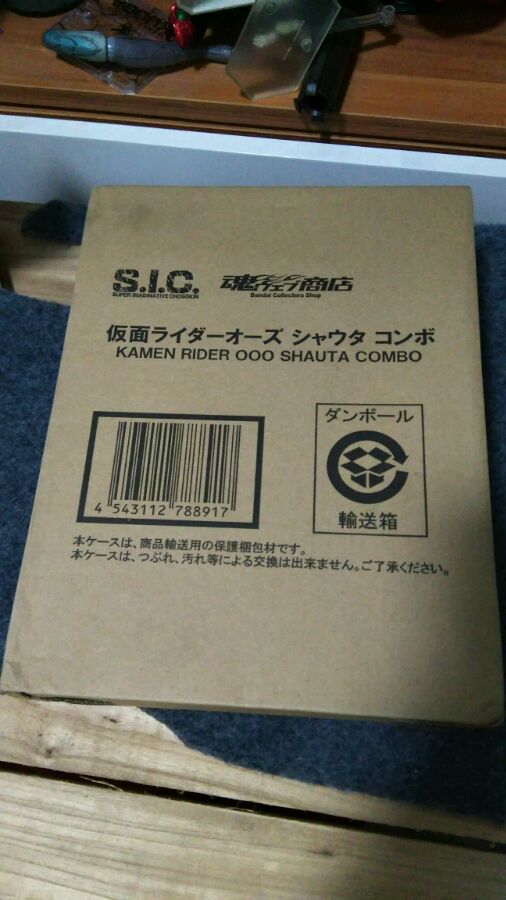 S.I.C.
SUPER IMAGINATIVE CHOGOKIN
魂ウェブ商店
Bandai Collectors Shop
仮面ライダーオーズ シャウタ コンボ
KAMEN RIDER OOO SHAUTA COMBO
ダンボール
輸送箱
4 543112 788917
本ケースは、商品輸送用の保護梱包材です。
本ケースは、つぶれ、汚れ等による交換は出来ません。ご了承ください。